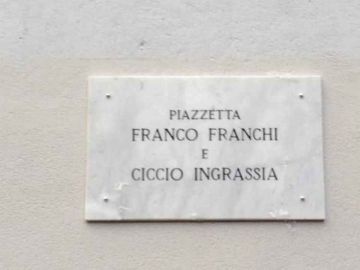 PIAZZETTA
FRANCO FRANCHI
E
CICCIO INGRASSIA